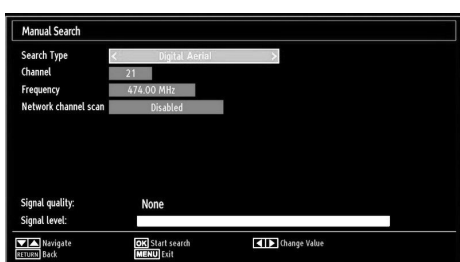 Manual Search
Search Type < Digital Aerial >
Channel 21
Frequency 474.00 MHz
Network channel scan Disabled
Signal quality: None
Signal level:
Navigate OK Start search Change Value
RETURN Back MENU Exit